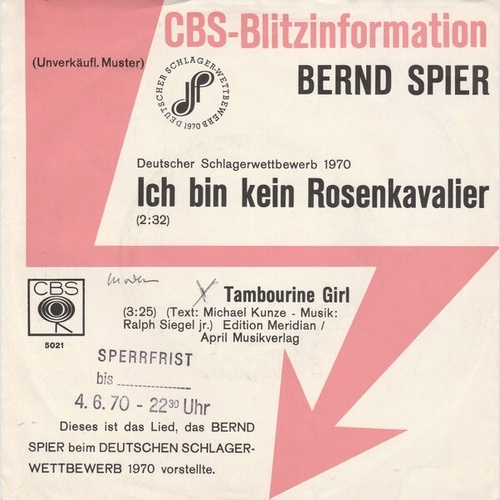 CBS-Blitzinformation
(Unverkäufl. Muster)
BERND SPIER
DEUTSCHER SCHLAGER-WETTBEWERB 1970
Deutscher Schlagerwettbewerb 1970
Ich bin kein Rosenkavalier
(2:32)
CBS
5021
x Tambourine Girl
(3:25) (Text: Michael Kunze - Musik:
Ralph Siegel jr.) Edition Meridian /
April Musikverlag
SPERRFRIST
bis
4.6.70 - 22³⁰ Uhr
Dieses ist das Lied, das BERND
SPIER beim DEUTSCHEN SCHLAGER-
WETTBEWERB 1970 vorstellte.